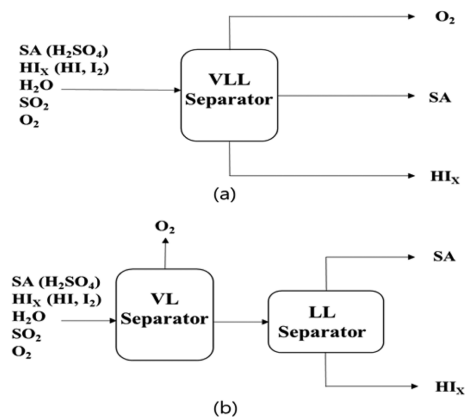 SA (H₂SO₄)
HIₓ (HI, I₂)
H₂O
SO₂
O₂
VLL
Separator
O₂
SA
HIₓ
(a)
O₂
SA (H₂SO₄)
HIₓ (HI, I₂)
H₂O
SO₂
O₂
VL
Separator
LL
Separator
SA
HIₓ
(b)